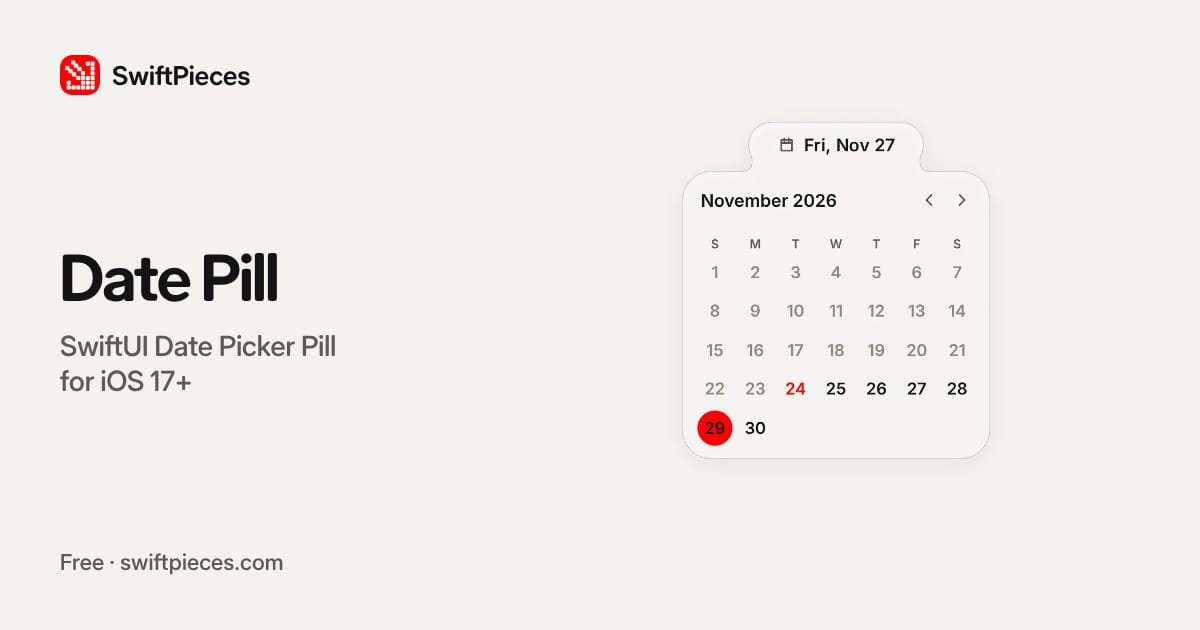 SwiftPieces
Date Pill
SwiftUI Date Picker Pill
for iOS 17+
Free · swiftpieces.com
Fri, Nov 27
November 2026
S M T W T F S
1 2 3 4 5 6 7
8 9 10 11 12 13 14
15 16 17 18 19 20 21
22 23 24 25 26 27 28
29 30